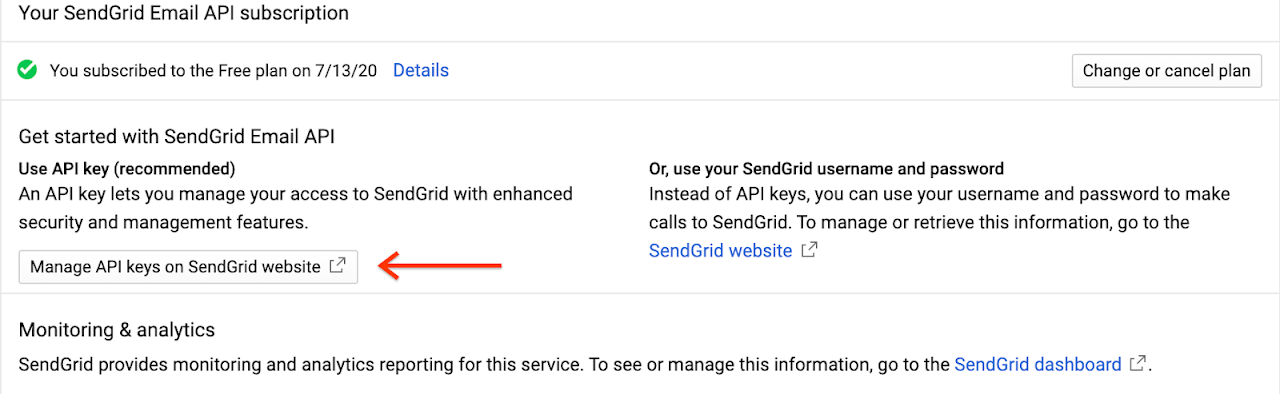 Your SendGrid Email API subscription
You subscribed to the Free plan on 7/13/20 Details
Change or cancel plan
Get started with SendGrid Email API
Use API key (recommended)
An API key lets you manage your access to SendGrid with enhanced
security and management features.
Manage API keys on SendGrid website
Or, use your SendGrid username and password
Instead of API keys, you can use your username and password to make
calls to SendGrid. To manage or retrieve this information, go to the
SendGrid website
Monitoring & analytics
SendGrid provides monitoring and analytics reporting for this service. To see or manage this information, go to the SendGrid dashboard .